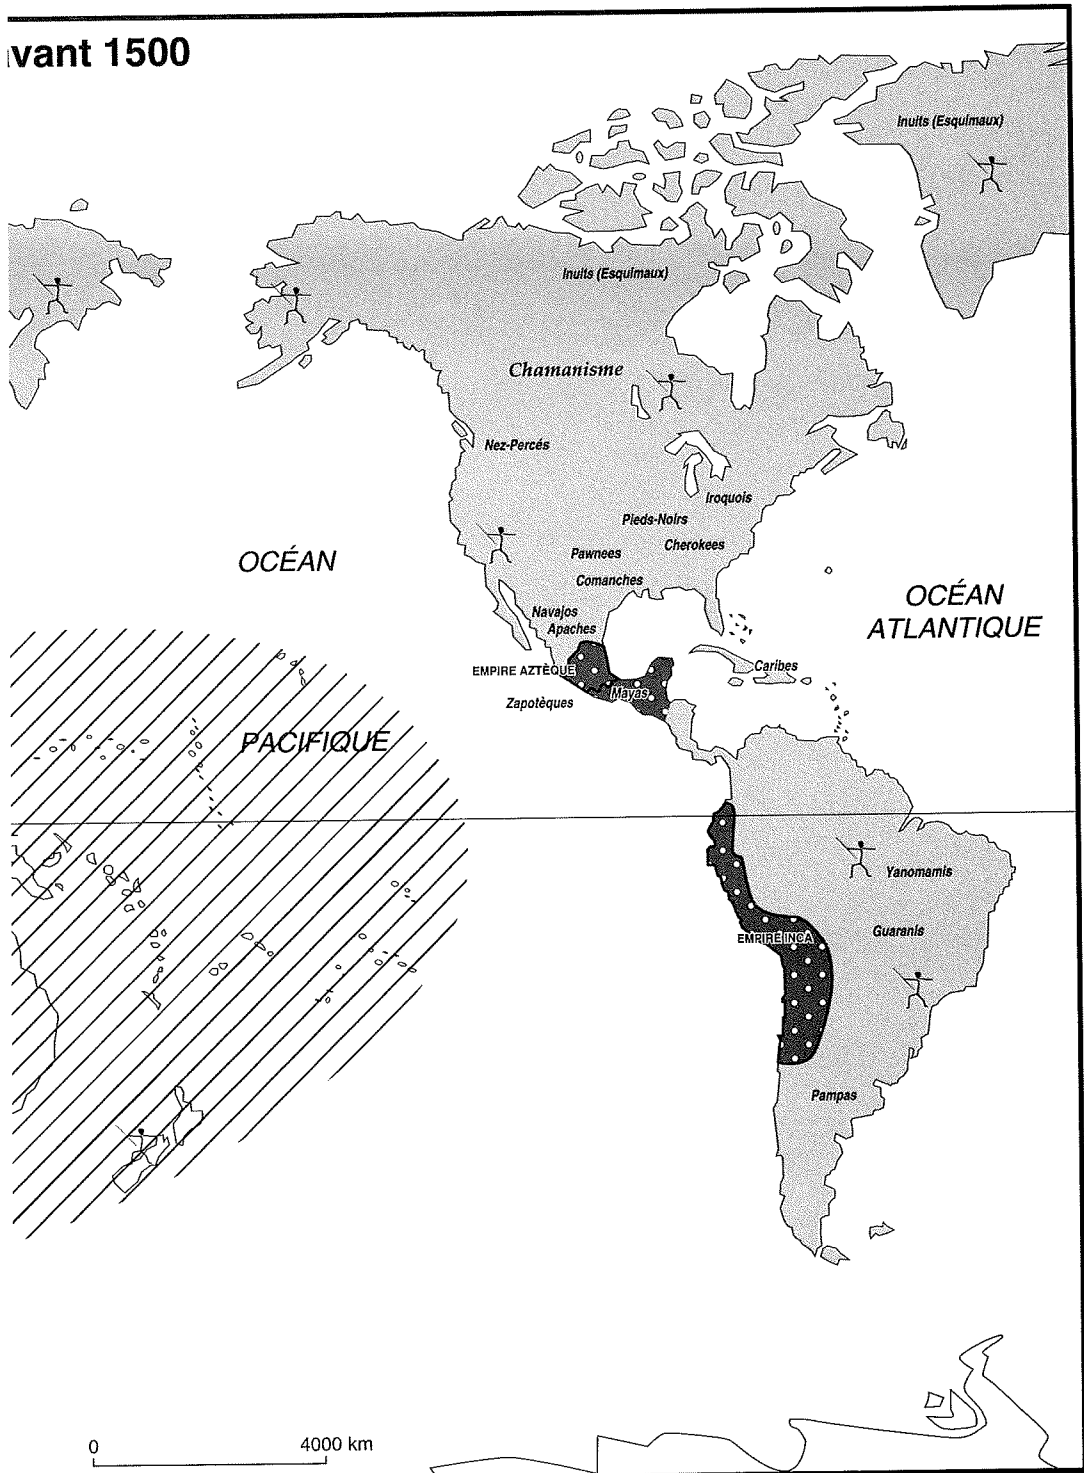 vant 1500
Inuits (Esquimaux)
Inuits (Esquimaux)
Chamanisme
Nez-Percés
Iroquois
Pieds-Noirs
Cherokees
Pawnees
OCÉAN
Comanches
OCÉAN
ATLANTIQUE
Navajos
Apaches
EMPIRE AZTÈQUE
Caribes
Mayas
Zapotèques
PACIFIQUE
Yanomamis
Guaranis
EMPIRE INCA
Pampas
0
4000 km